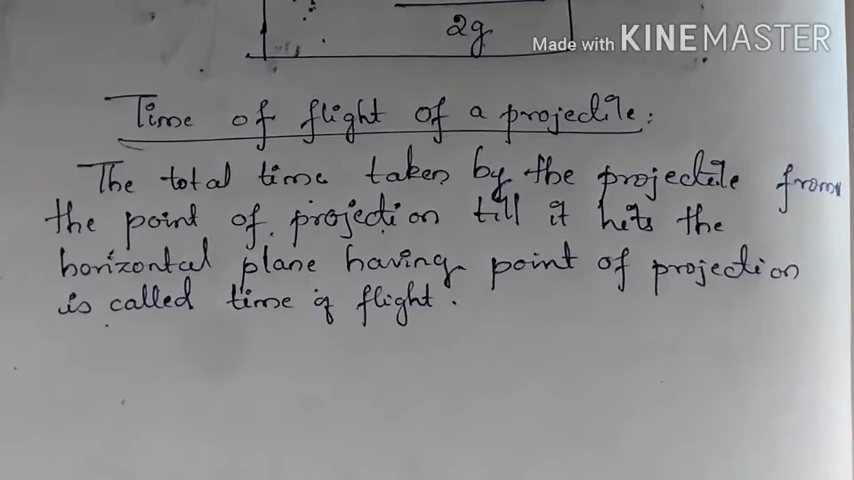 2g
Made with KINEMASTER
Time of flight of a projectile:
The total time taken by the projectile from
the point of projection till it hits the
horizontal plane having point of projection
is called time of flight.